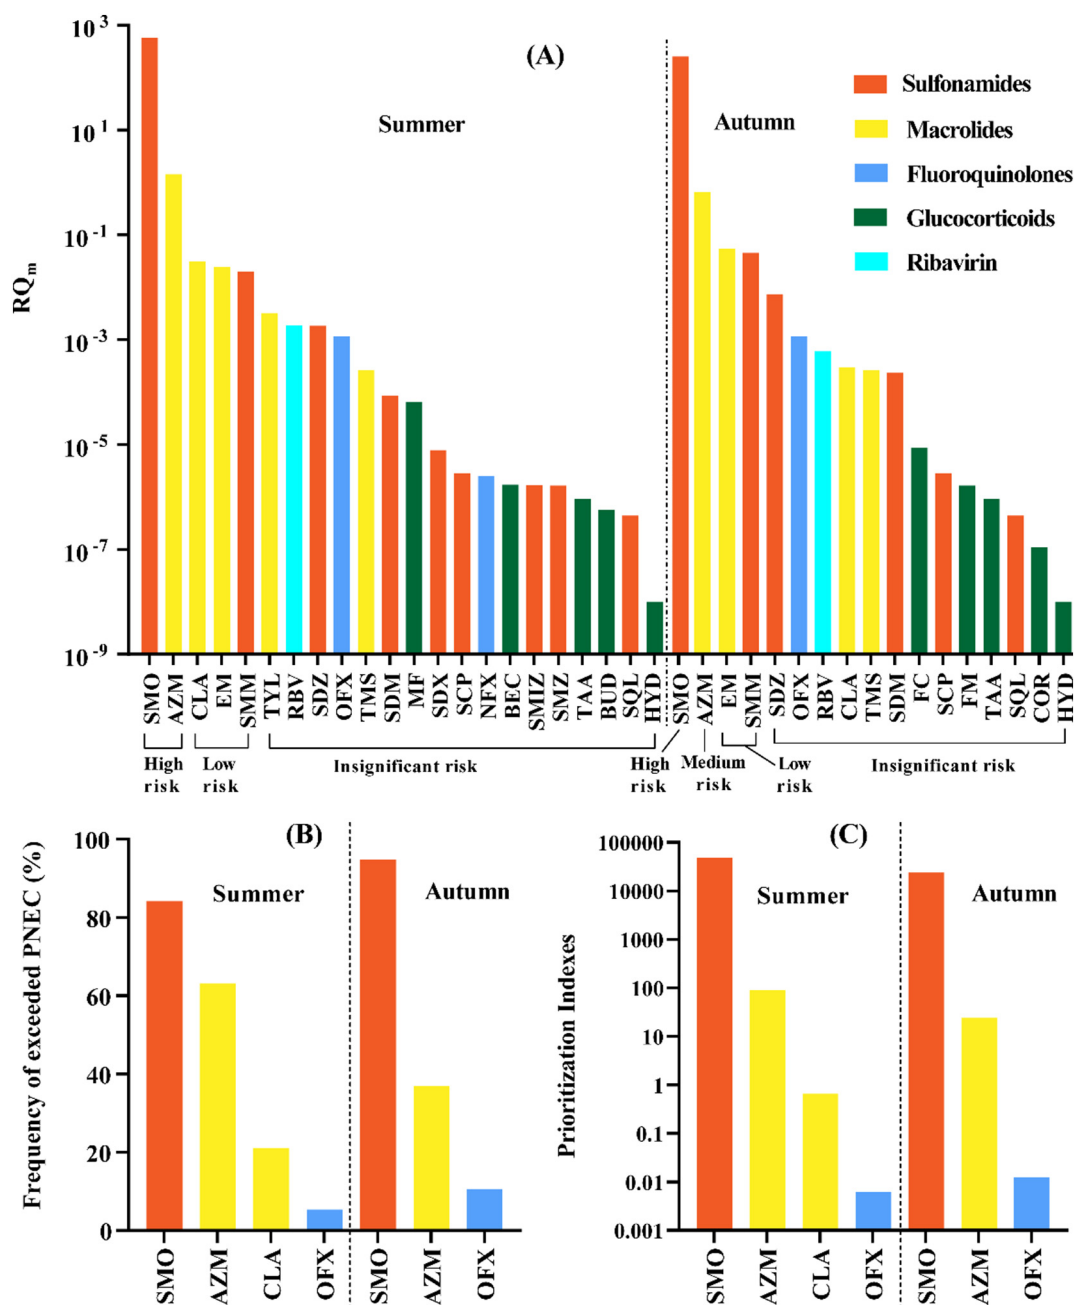 (A)
RQm
10^3
10^1
10^-1
10^-3
10^-5
10^-7
10^-9
Summer
Autumn
Sulfonamides
Macrolides
Fluoroquinolones
Glucocorticoids
Ribavirin
SMO AZM CLA EM SMM TYL RBV SDZ OFX TMS SDM MF SDX SCP NFX BEC SMIZ SMZ TAA BUD SQL HYD SMO AZM EM SMM SDZ OFX RBV CLA TMS SDM FC SCP FM TAA SQL COR HYD
High risk
Low risk
Insignificant risk
High risk
Medium risk
Low risk
Insignificant risk
(B)
Frequency of exceeded PNEC (%)
100
80
60
40
20
0
Summer
Autumn
SMO AZM CLA OFX SMO AZM OFX
(C)
Prioritization Indexes
100000
10000
1000
100
10
1
0.1
0.01
0.001
Summer
Autumn
SMO AZM CLA OFX SMO AZM OFX